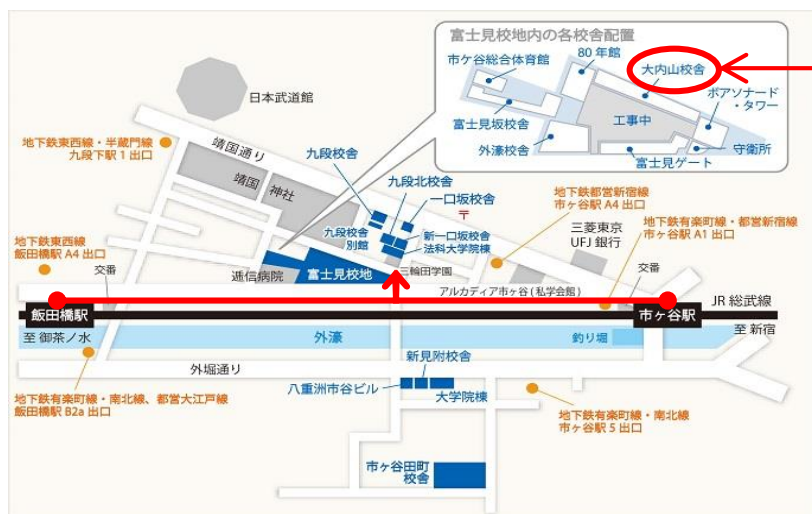 富士見校地内の各校舎配置
80年館
市ケ谷総合体育館
大内山校舎
ボアソナード
・タワー
工事中
富士見坂校舎
外濠校舎
守衛所
富士見ゲート
日本武道館
地下鉄東西線・半蔵門線
九段下駅1出口
靖国通り
靖国
神社
九段校舎
九段北校舎
一口坂校舎
〒
九段校舎
別館
新一口坂校舎
法科大学院棟
地下鉄都営新宿線
市ヶ谷駅 A4 出口
三菱東京
UFJ 銀行
地下鉄有楽町線・都営新宿線
市ヶ谷駅 A1 出口
地下鉄東西線
飯田橋駅 A4 出口
交番
逓信病院
富士見校地
三輪田学園
アルカディア市ヶ谷(私学会館)
交番
JR 総武線
飯田橋駅
市ヶ谷駅
至 御茶ノ水
外濠
釣り堀
至 新宿
外堀通り
新見附校舎
八重洲市谷ビル
大学院棟
地下鉄有楽町線・南北線、都営大江戸線
飯田橋駅 B2a 出口
地下鉄有楽町線・南北線
市ヶ谷駅 5 出口
市ヶ谷田町
校舎